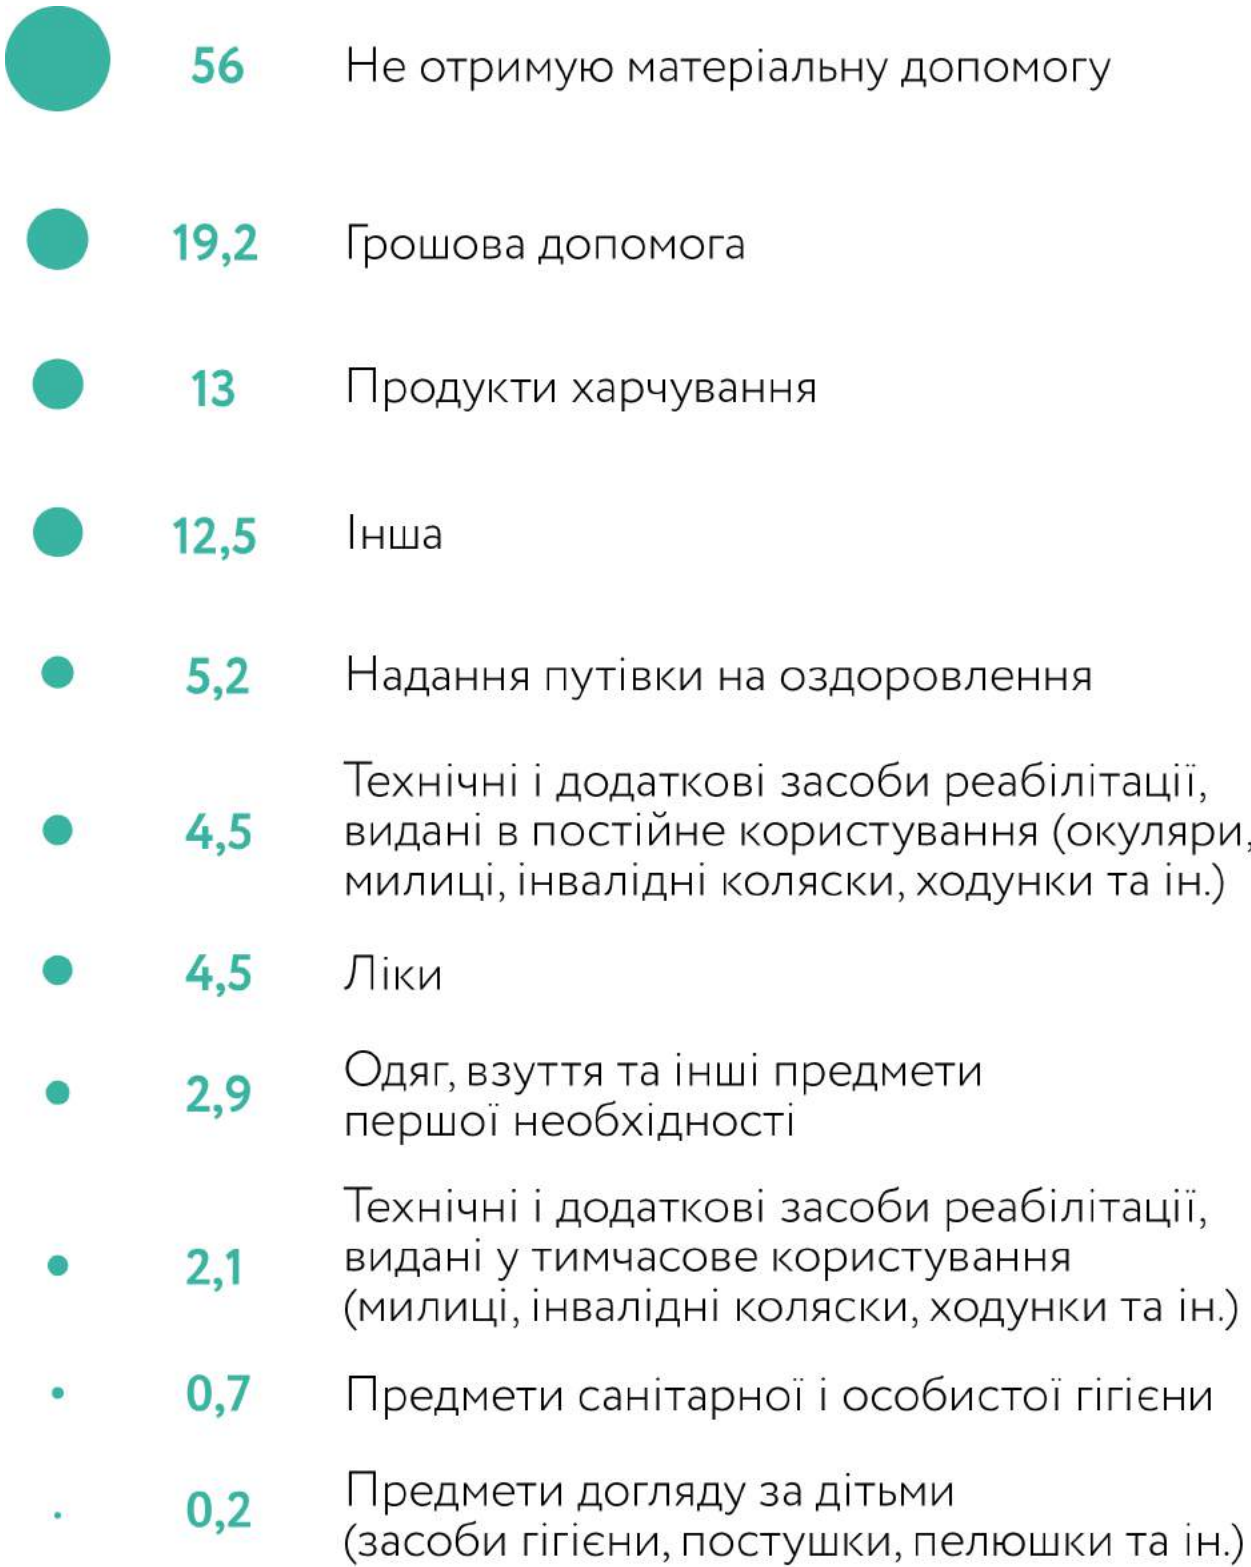 56 Не отримую матеріальну допомогу
19,2 Грошова допомога
13 Продукти харчування
12,5 Інша
5,2 Надання путівки на оздоровлення
Технічні і додаткові засоби реабілітації,
4,5 видані в постійне користування (окуляри,
милиці, інвалідні коляски, ходунки та ін.)
4,5 Ліки
Одяг, взуття та інші предмети
2,9
першої необхідності
Технічні і додаткові засоби реабілітації,
2,1 видані у тимчасове користування
(милиці, інвалідні коляски, ходунки та ін.)
0,7 Предмети санітарної і особистої гігієни
Предмети догляду за дітьми
0,2
(засоби гігієни, постушки, пелюшки та ін.)